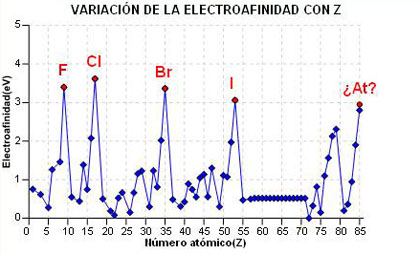 VARIACIÓN DE LA ELECTROAFINIDAD CON Z
Electroafinidad(eV)
5
4
3
2
1
0
F
Cl
Br
I
¿At?
0 5 10 15 20 25 30 35 40 45 50 55 60 65 70 75 80 85
Número atómico(Z)